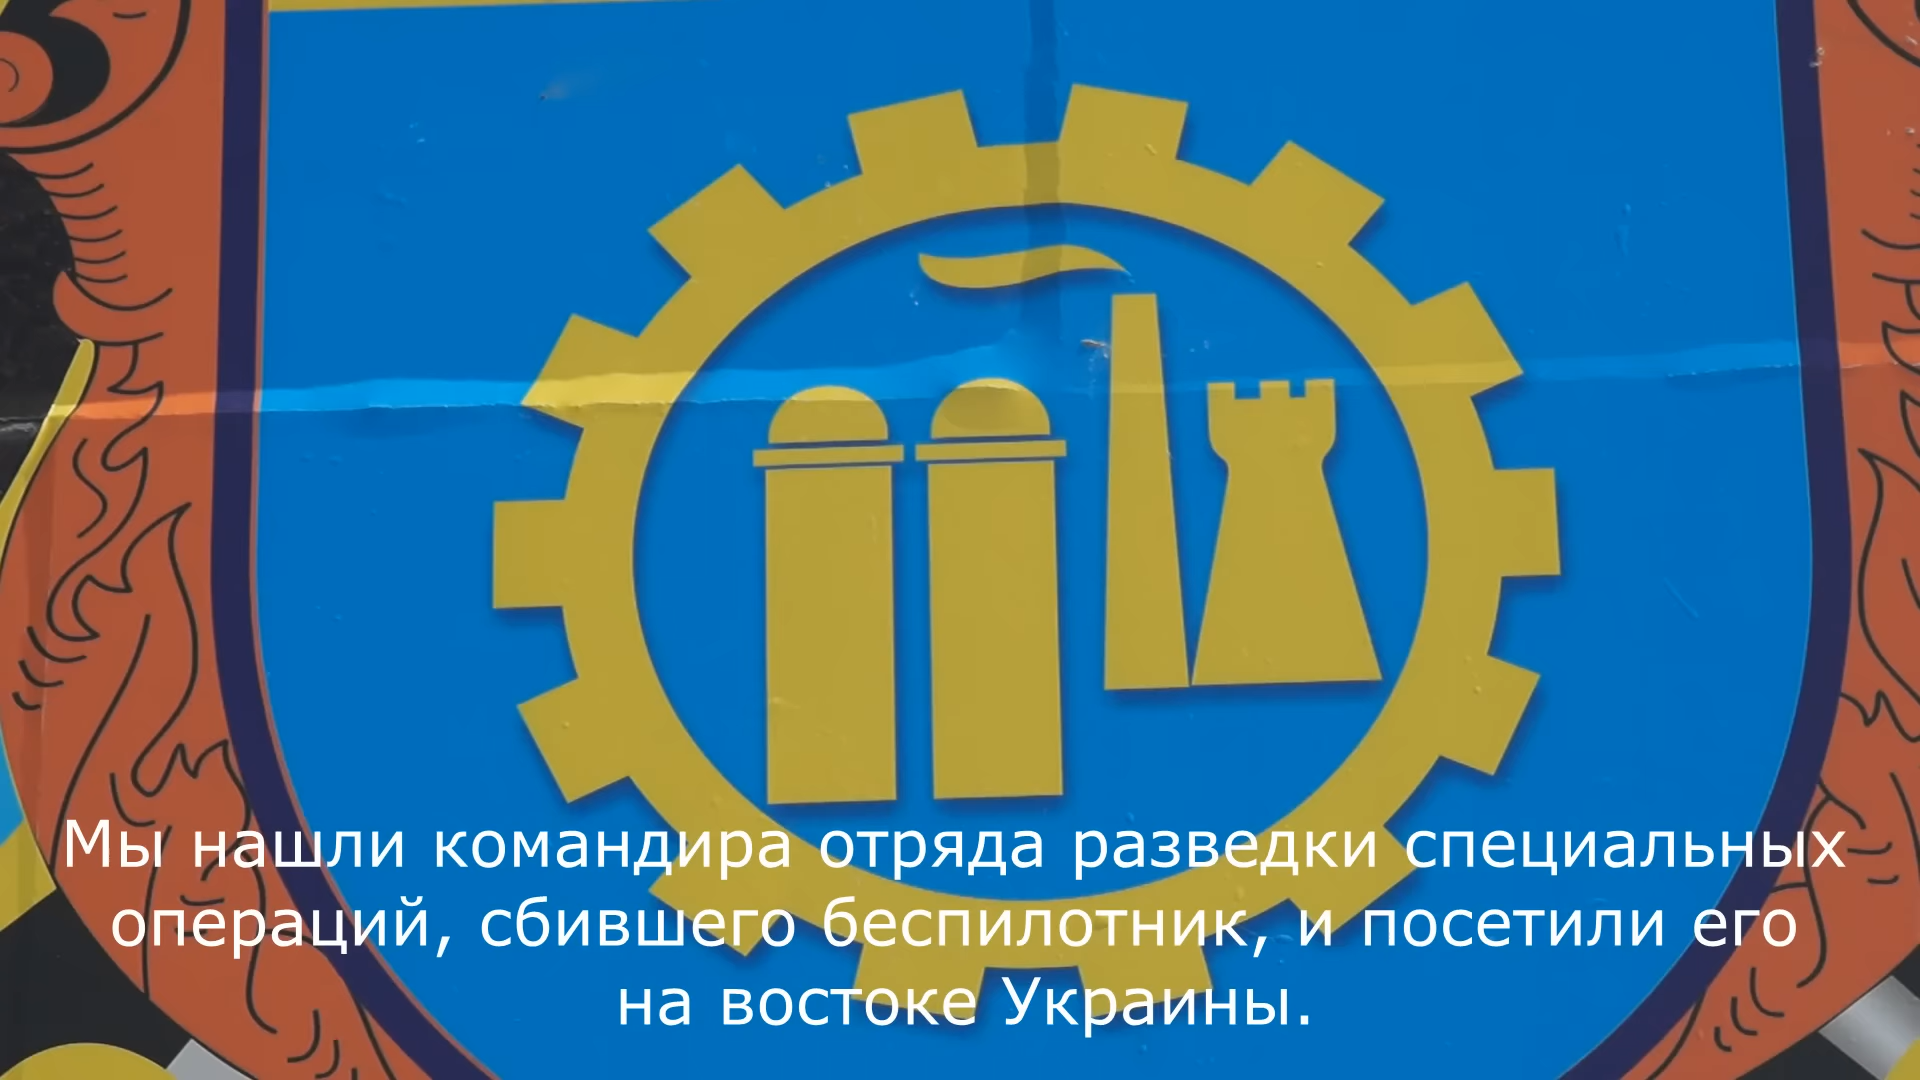 Мы нашли командира отряда разведки специальных
операций, сбившего беспилотник, и посетили его
на востоке Украины.